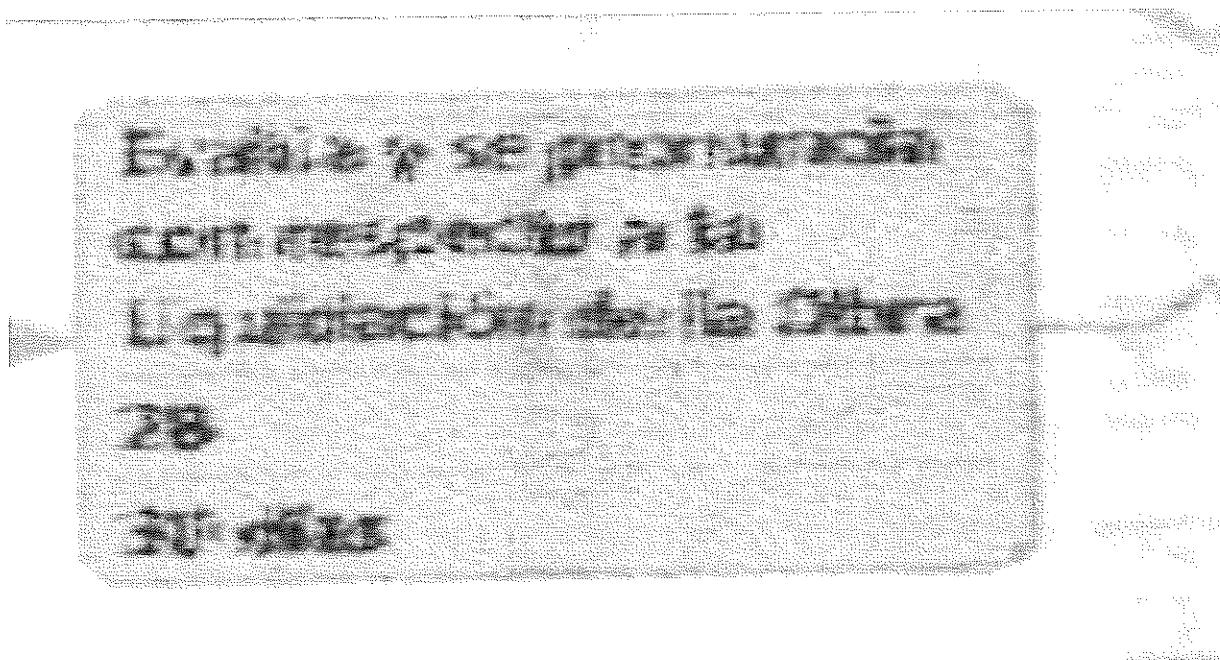 Evalúa y se pronuncia
con respecto a la
Liquidación de la Obra
28
30 días